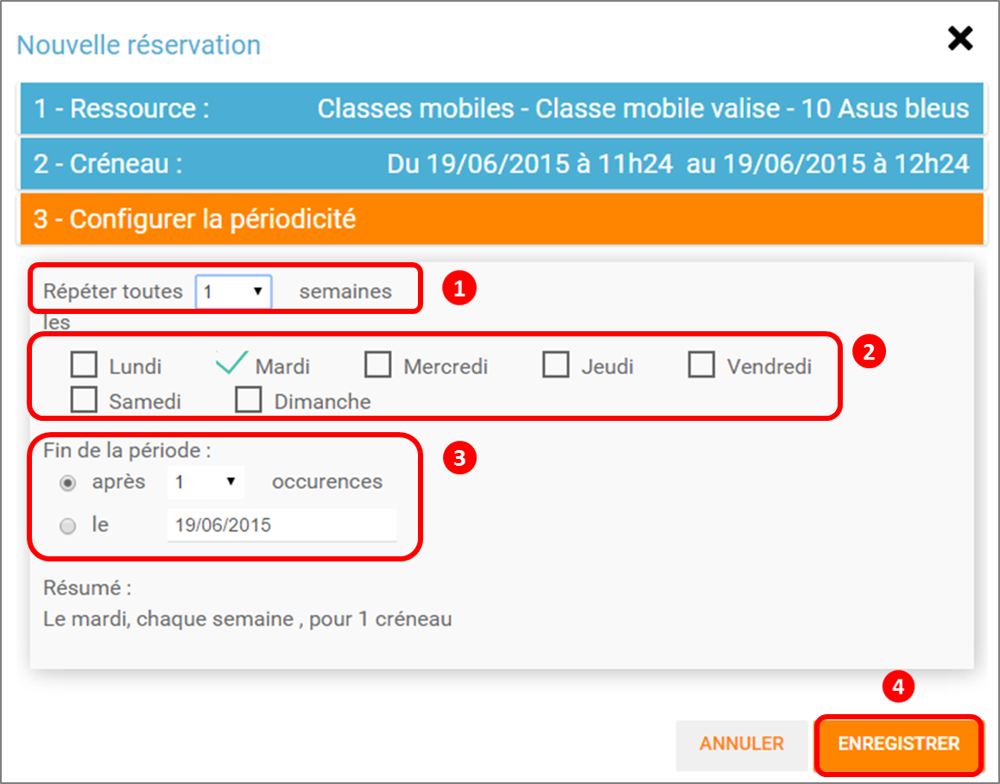 Nouvelle réservation
1 - Ressource : Classes mobiles - Classe mobile valise - 10 Asus bleus
2 - Créneau : Du 19/06/2015 à 11h24 au 19/06/2015 à 12h24
3 - Configurer la périodicité
Répéter toutes 1 semaines 1
les
2
Lundi Mardi Mercredi Jeudi Vendredi
Samedi Dimanche
Fin de la période : 3
après 1 occurences
le 19/06/2015
Résumé :
Le mardi, chaque semaine , pour 1 créneau
4
ANNULER ENREGISTRER